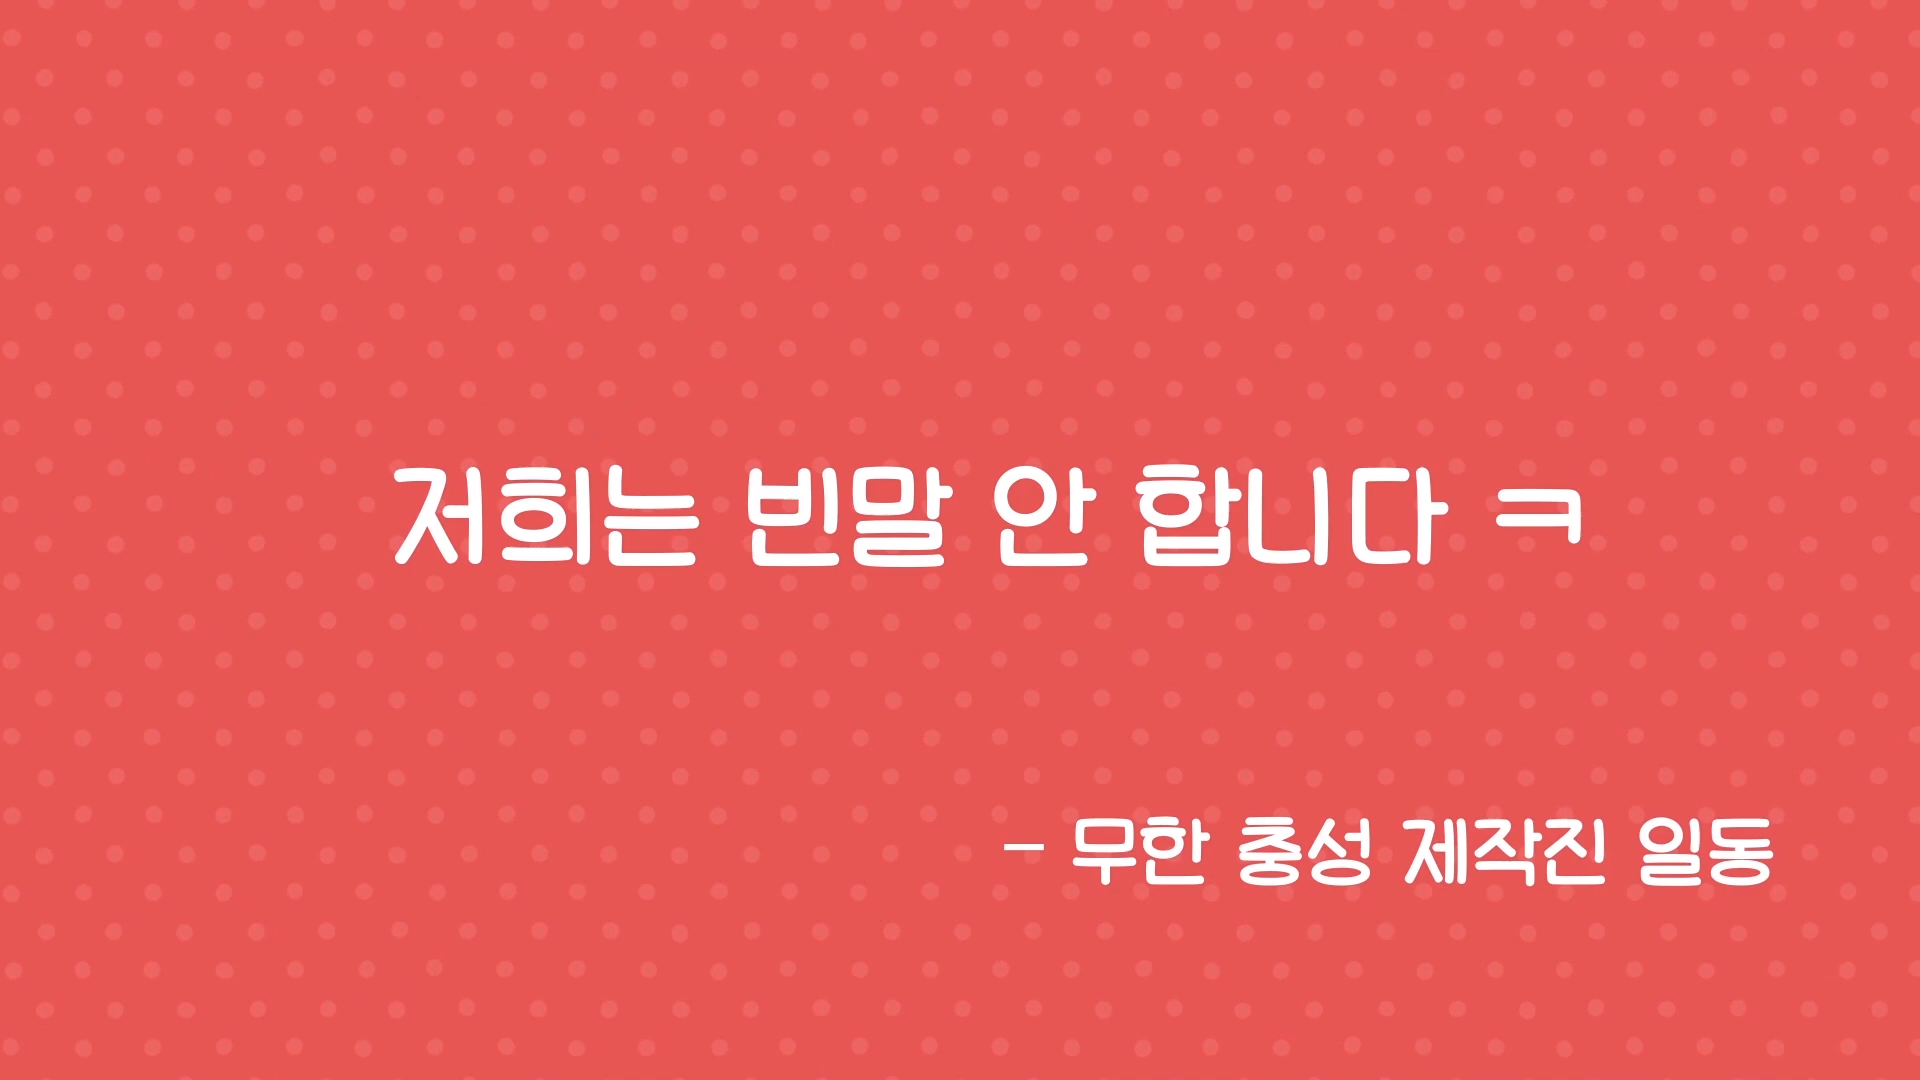 저희는 빈말 안 합니다 ㅋ
- 무한 충성 제작진 일동